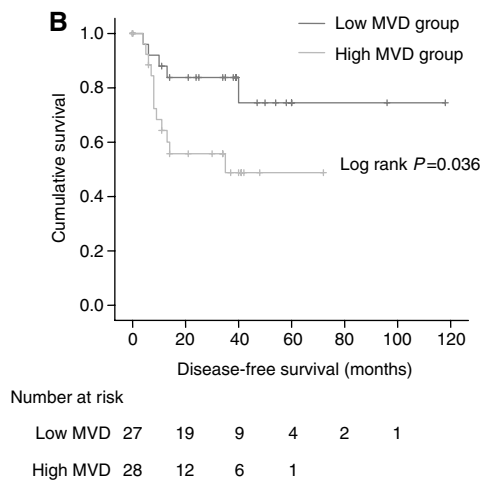 B
Low MVD group
High MVD group
1.0
0.8
0.6
0.4
0.2
0.0
Cumulative survival
Log rank P=0.036
0 20 40 60 80 100 120
Disease-free survival (months)
Number at risk
Low MVD 27 19 9 4 2 1
High MVD 28 12 6 1